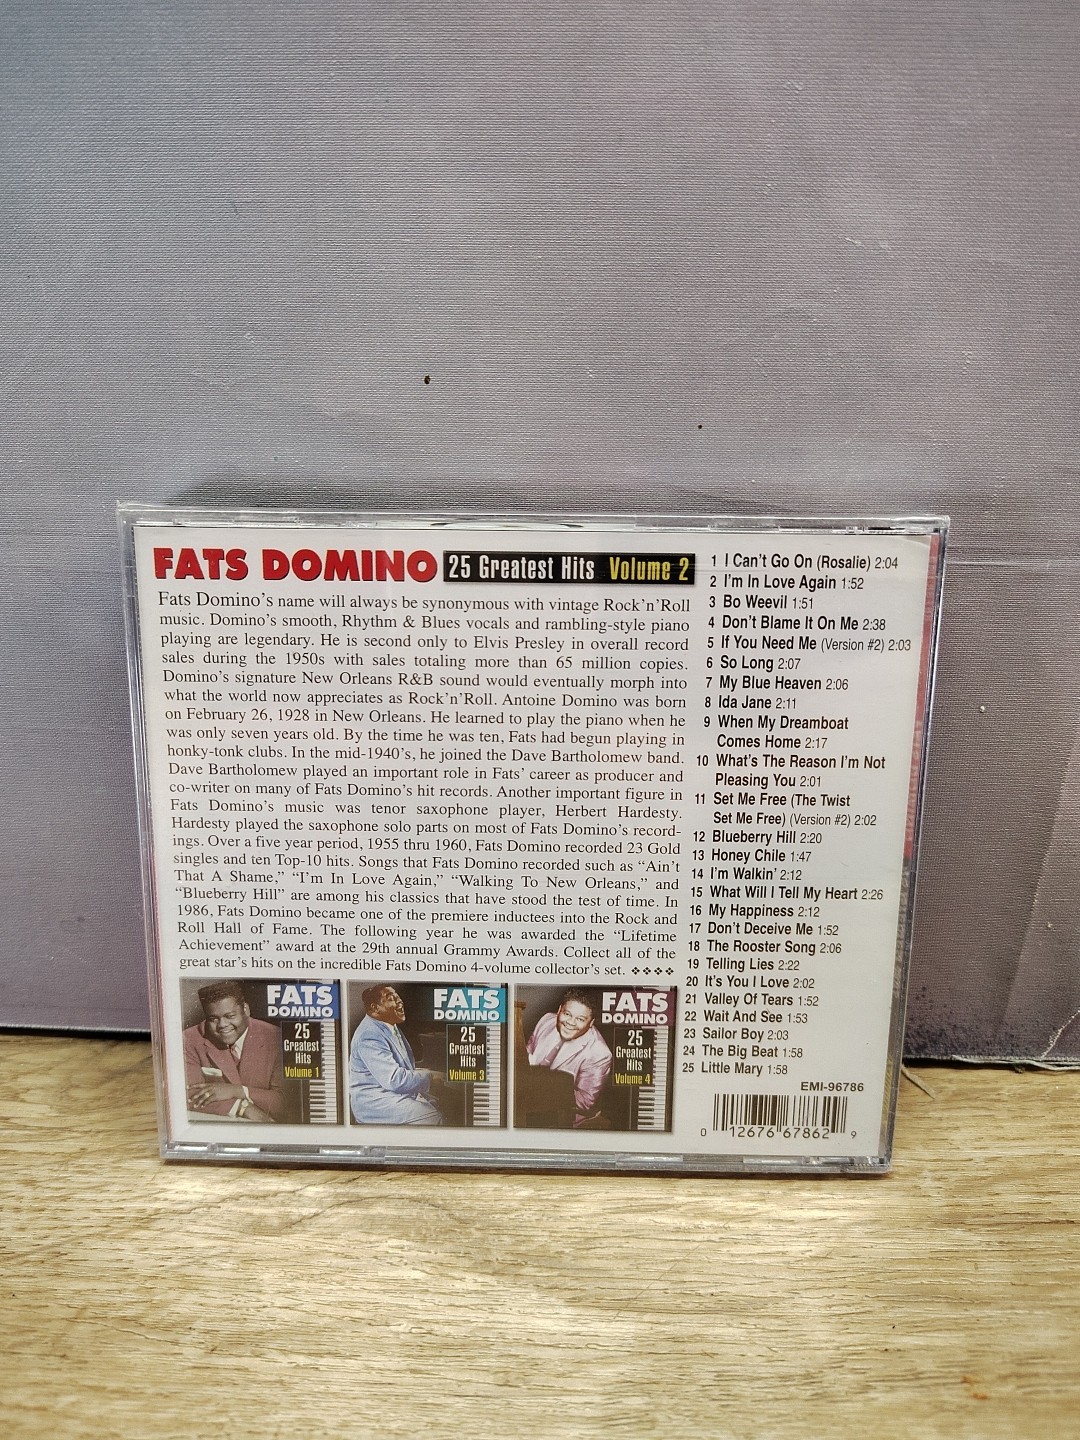 FATS DOMINO 25 Greatest Hits Volume 2
Fats Domino's name will always be synonymous with vintage Rock'n'Roll
music. Domino's smooth, Rhythm & Blues vocals and rambling-style piano
playing are legendary. He is second only to Elvis Presley in overall record
sales during the 1950s with sales totaling more than 65 million copies.
Domino's signature New Orleans R&B sound would eventually morph into
what the world now appreciates as Rock'n'Roll. Antoine Domino was born
on February 26, 1928 in New Orleans. He learned to play the piano when he
was only seven years old. By the time he was ten, Fats had begun playing in
honky-tonk clubs. In the mid-1940's, he joined the Dave Bartholomew band.
Dave Bartholomew played an important role in Fats' career as producer and
co-writer on many of Fats Domino's hit records. Another important figure in
Fats Domino's music was tenor saxophone player, Herbert Hardesty.
Hardesty played the saxophone solo parts on most of Fats Domino's record-
ings. Over a five year period, 1955 thru 1960, Fats Domino recorded 23 Gold
singles and ten Top-10 hits. Songs that Fats Domino recorded such as "Ain't
That A Shame," "I'm In Love Again," "Walking To New Orleans," and
"Blueberry Hill" are among his classics that have stood the test of time. In
1986, Fats Domino became one of the premiere inductees into the Rock and
Roll Hall of Fame. The following year he was awarded the "Lifetime
Achievement" award at the 29th annual Grammy Awards. Collect all of the
great star's hits on the incredible Fats Domino 4-volume collector's set. ❖❖❖❖
FATS
DOMINO
25
Greatest
Hits
Volume 1
FATS
DOMINO
25
Greatest
Hits
Volume 3
FATS
DOMINO
25
Greatest
Hits
Volume 4
1 I Can't Go On (Rosalie) 2:04
2 I'm In Love Again 1:52
3 Bo Weevil 1:51
4 Don't Blame It On Me 2:38
5 If You Need Me (Version #2) 2:03
6 So Long 2:07
7 My Blue Heaven 2:06
8 Ida Jane 2:11
9 When My Dreamboat
Comes Home 2:17
10 What's The Reason I'm Not
Pleasing You 2:01
11 Set Me Free (The Twist
Set Me Free) (Version #2) 2:02
12 Blueberry Hill 2:20
13 Honey Chile 1:47
14 I'm Walkin' 2:12
15 What Will I Tell My Heart 2:26
16 My Happiness 2:12
17 Don't Deceive Me 1:52
18 The Rooster Song 2:06
19 Telling Lies 2:22
20 It's You I Love 2:02
21 Valley Of Tears 1:52
22 Wait And See 1:53
23 Sailor Boy 2:03
24 The Big Beat 1:58
25 Little Mary 1:58
EMI-96786
0 12676 67862 9